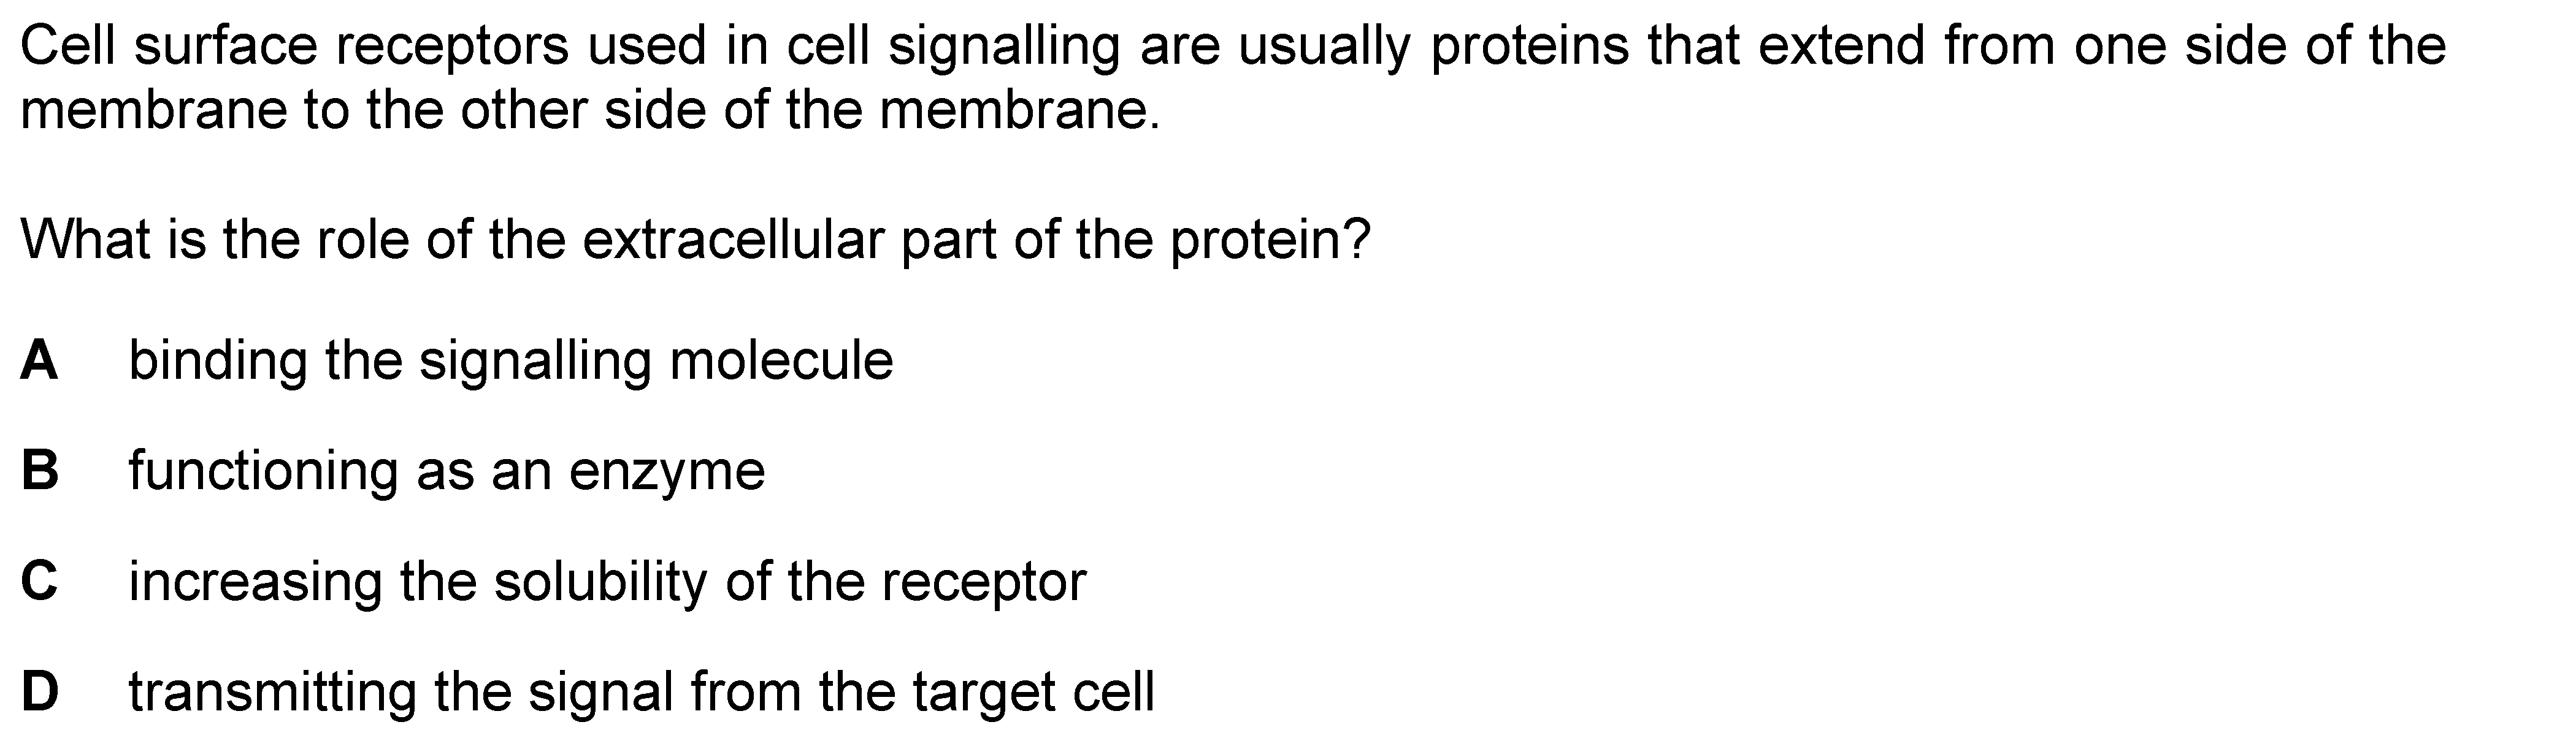 Cell surface receptors used in cell signalling are usually proteins that extend from one side of the
membrane to the other side of the membrane.
What is the role of the extracellular part of the protein?
A binding the signalling molecule
B functioning as an enzyme
C increasing the solubility of the receptor
D transmitting the signal from the target cell